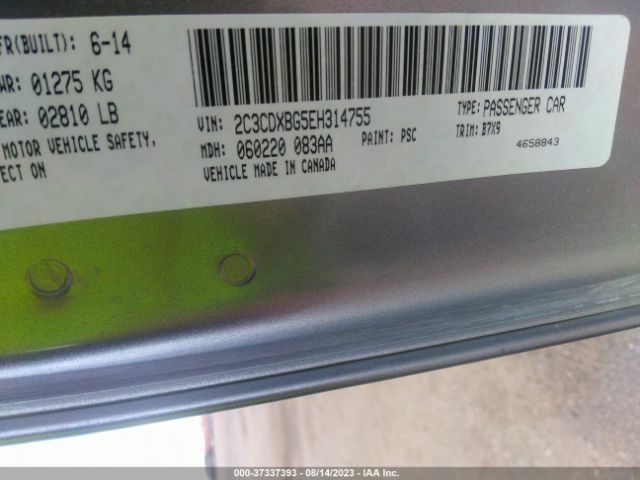 FR(BUILT): 6-14
WR: 01275 KG
EAR: 02810 LB
MOTOR VEHICLE SAFETY,
ECT ON
VIN: 2C3CDXBG5EH314755
TYPE: PASSENGER CAR
MDH: 060220 083AA
PAINT: PSC
TRIM: B7X9
VEHICLE MADE IN CANADA
4658843
000-37337393 - 08/14/2023 - IAA Inc.